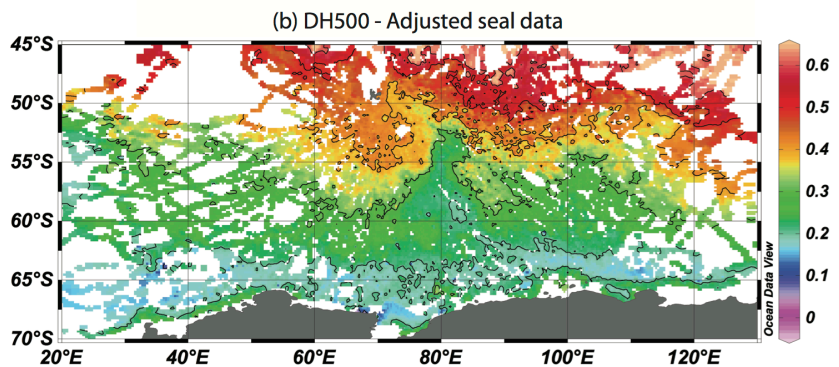 (b) DH500 - Adjusted seal data
45°S
50°S
55°S
60°S
65°S
70°S
20°E 40°E 60°E 80°E 100°E 120°E
Ocean Data View
0.6
0.5
0.4
0.3
0.2
0.1
0